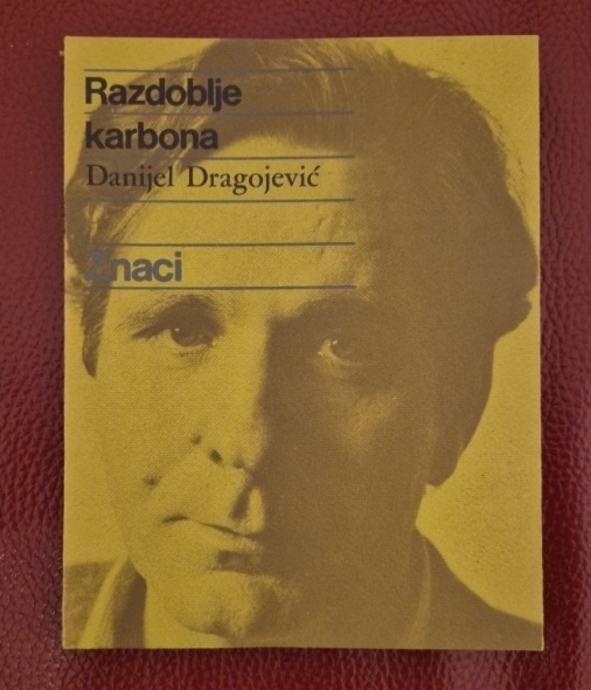 Razdoblje
karbona
Danijel Dragojević
Znaci